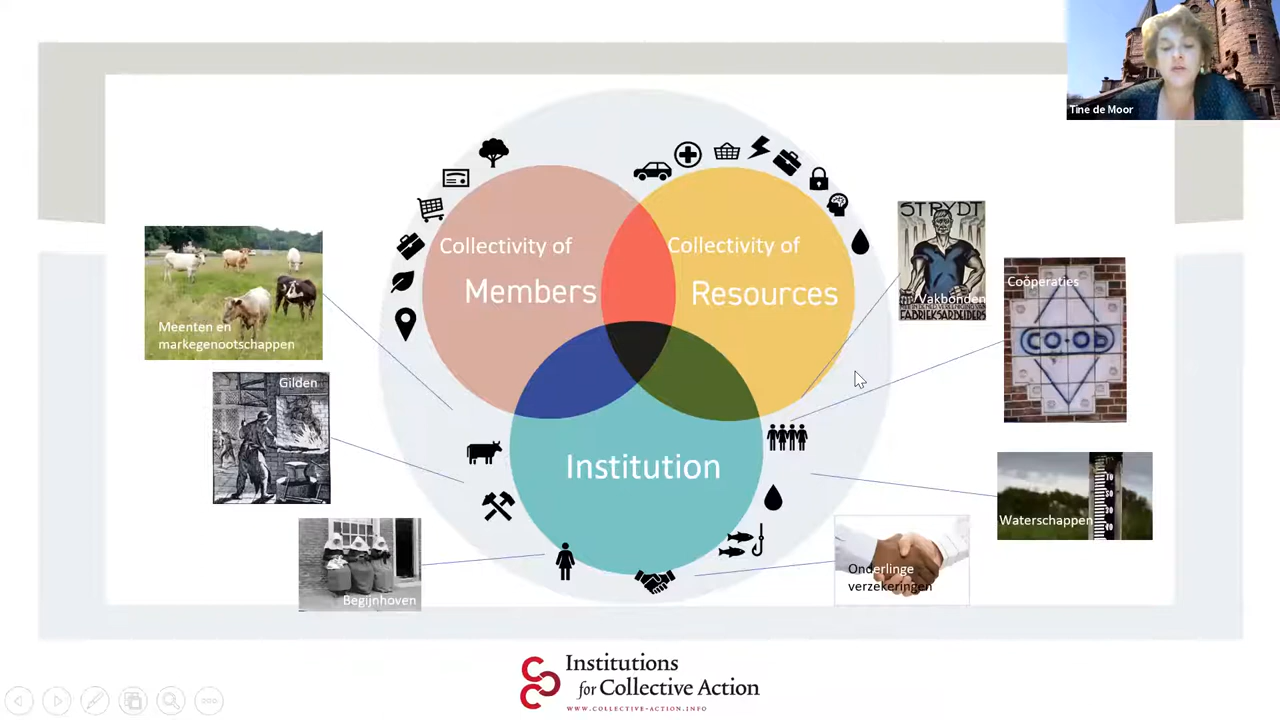 Tine de Moor
Collectivity of
Members
Collectivity of
Resources
Institution
Meenten en
markegenootschappen
Gilden
Begijnhoven
STRYDT
Vakbonden
FABRIEKSARBEIDERS
Coöperaties
CO-OP
Waterschappen
Onderlinge
verzekeringen
Institutions
for Collective Action
WWW.COLLECTIVE-ACTION.INFO